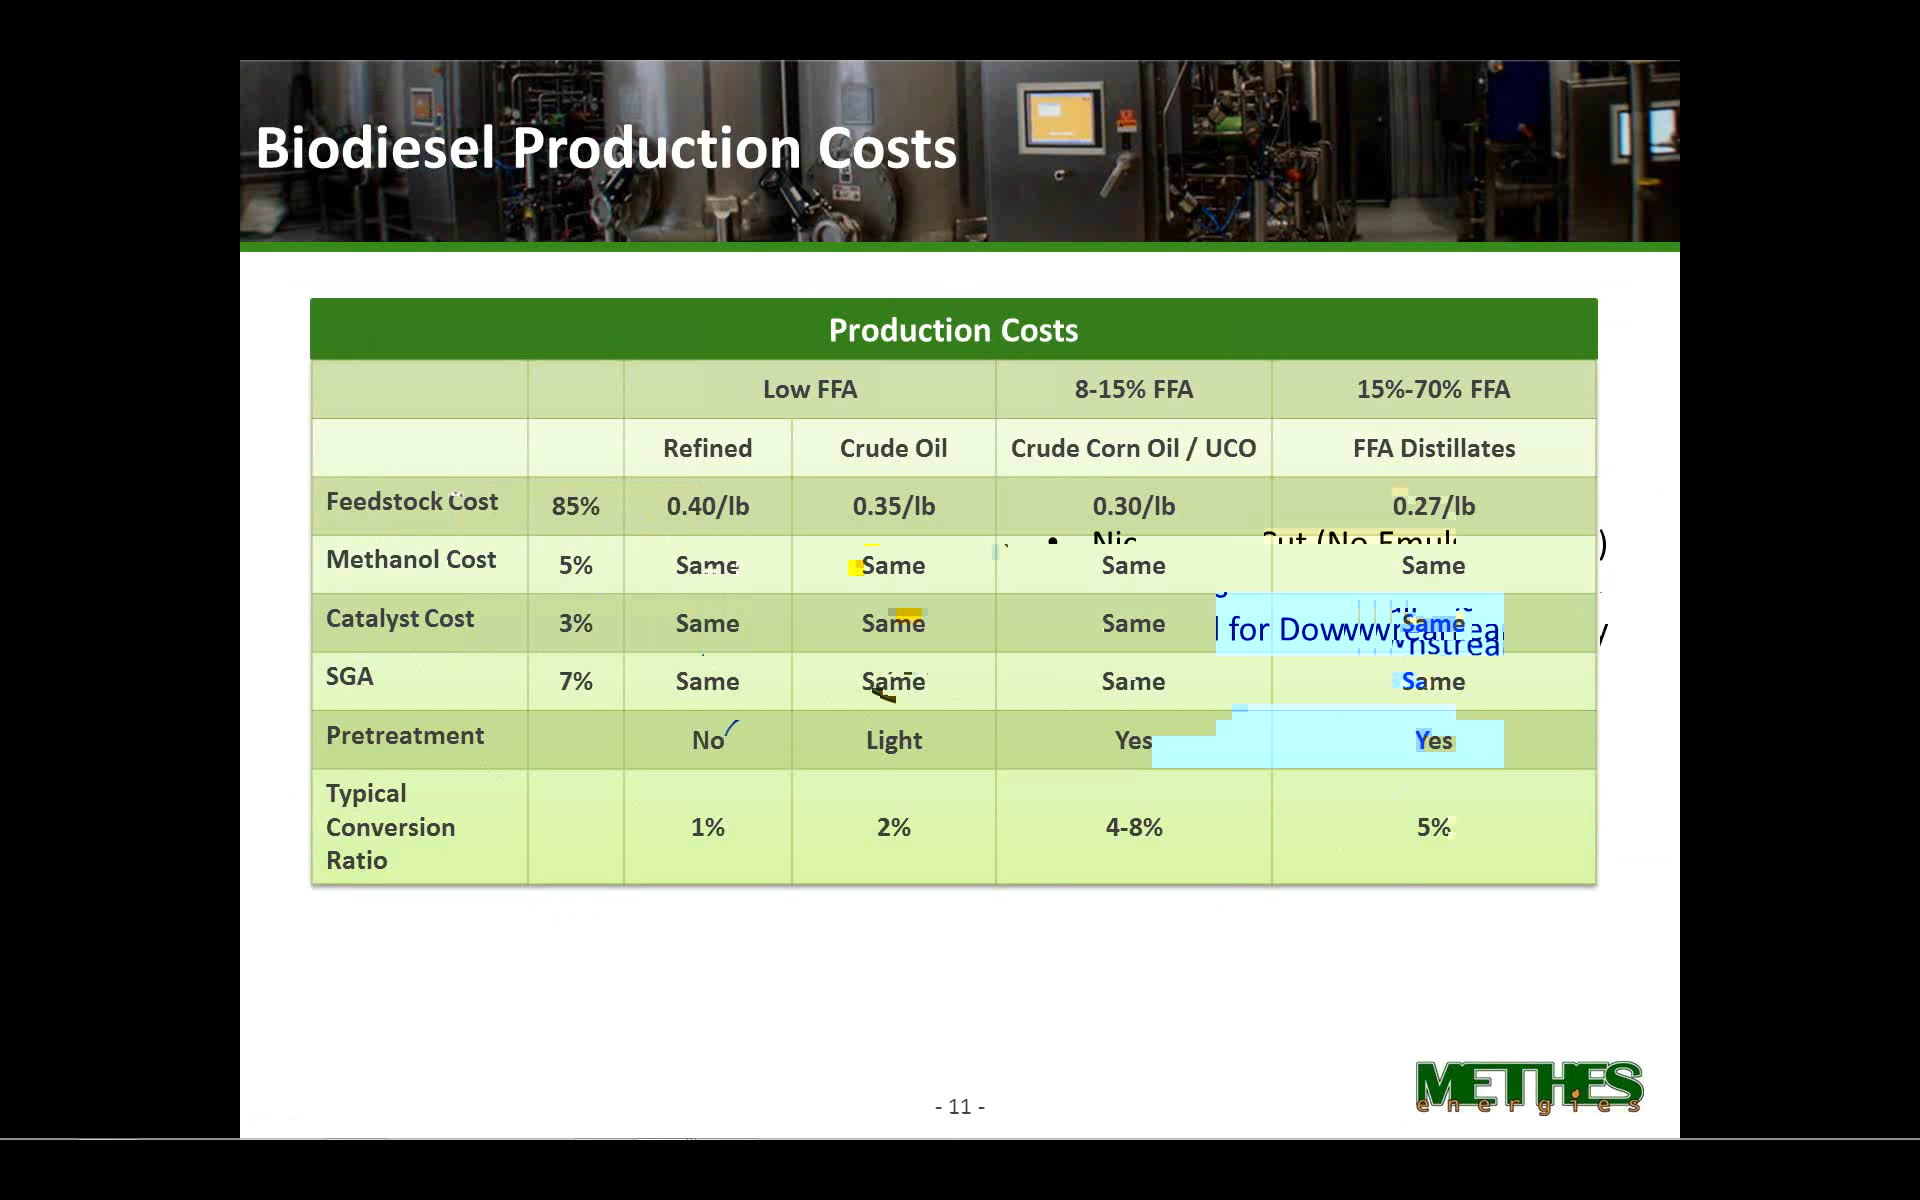 Biodiesel Production Costs
Production Costs
Low FFA 8-15% FFA 15%-70% FFA
Refined Crude Oil Crude Corn Oil / UCO FFA Distillates
Feedstock Cost 85% 0.40/lb 0.35/lb 0.30/lb 0.27/lb
Methanol Cost 5% Same Same Same Same
Catalyst Cost 3% Same Same Same Same
SGA 7% Same Same Same Same
Pretreatment No Light Yes Yes
Typical
Conversion
Ratio
1% 2% 4-8% 5%
- 11 -
METHES
energies